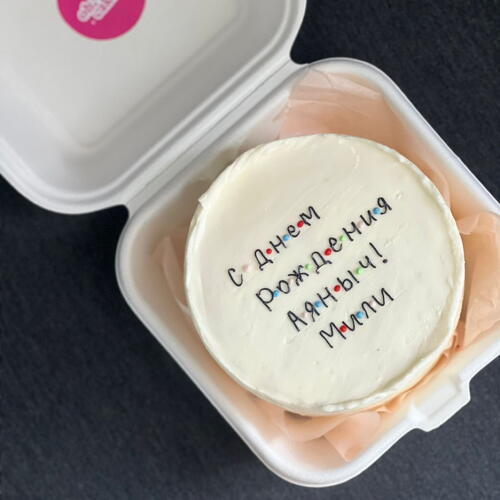 С днем
рождения
Аяныч!
Мили